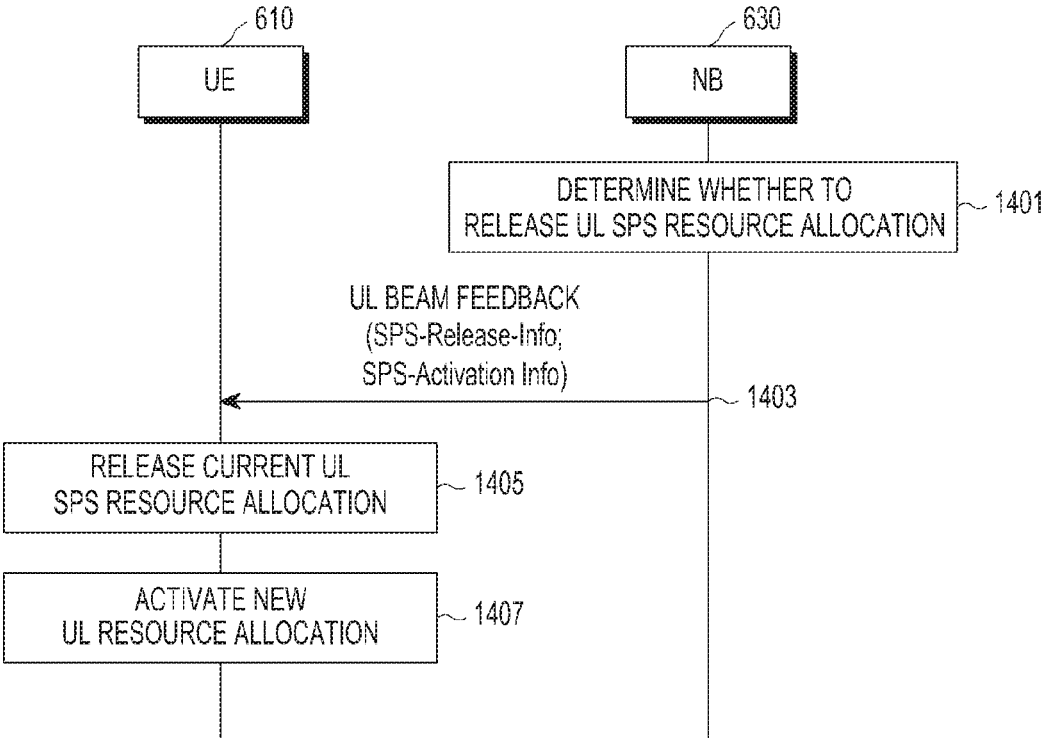 610
630
UE
NB
DETERMINE WHETHER TO
RELEASE UL SPS RESOURCE ALLOCATION
1401
UL BEAM FEEDBACK
(SPS-Release-Info;
SPS-Activation Info)
1403
RELEASE CURRENT UL
SPS RESOURCE ALLOCATION
1405
ACTIVATE NEW
UL RESOURCE ALLOCATION
1407